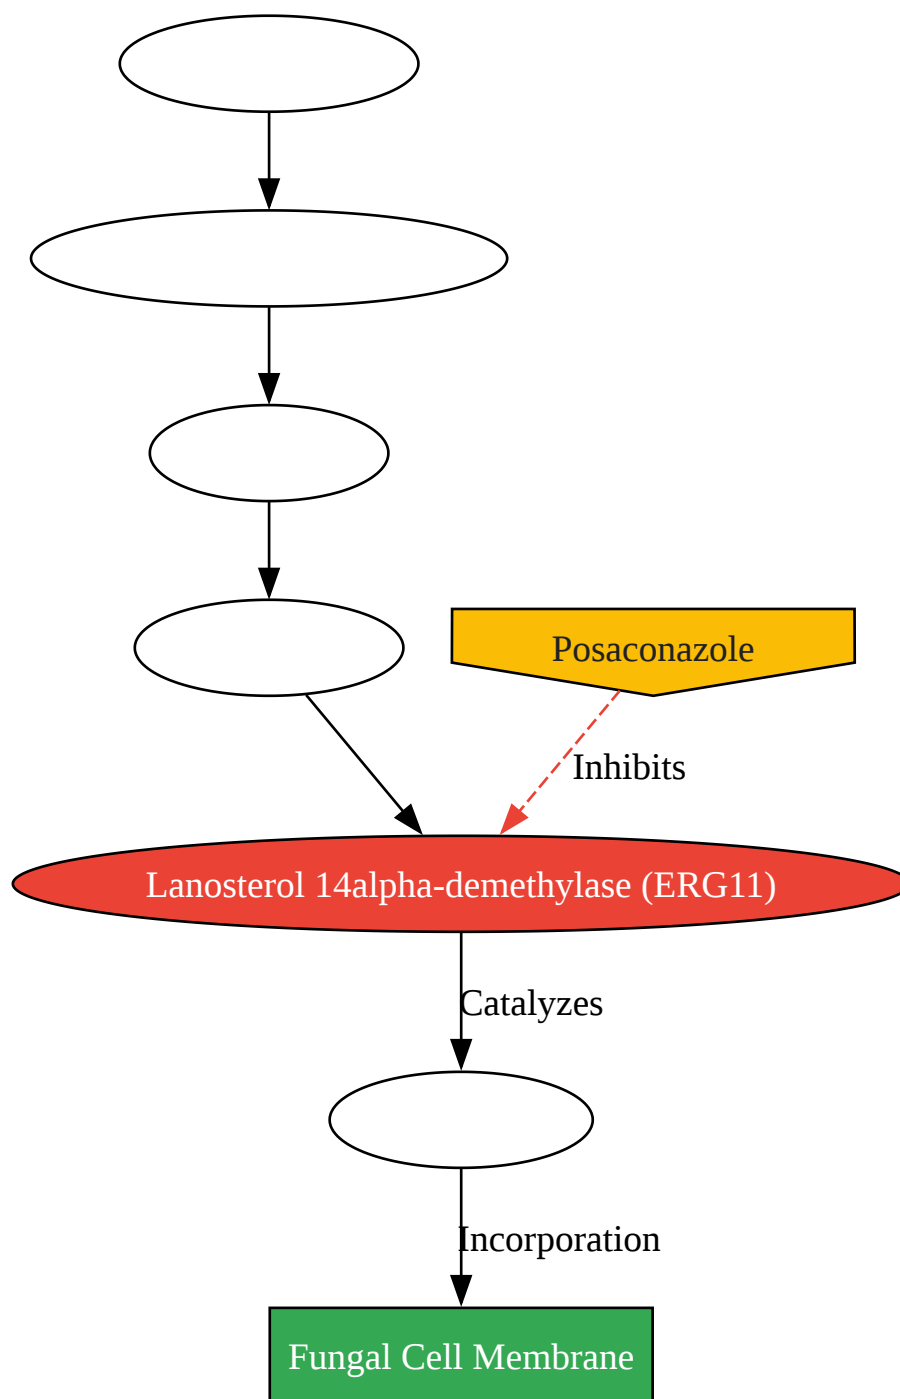 Posaconazole
Inhibits
Lanosterol 14alpha-demethylase (ERG11)
Catalyzes
Incorporation
Fungal Cell Membrane